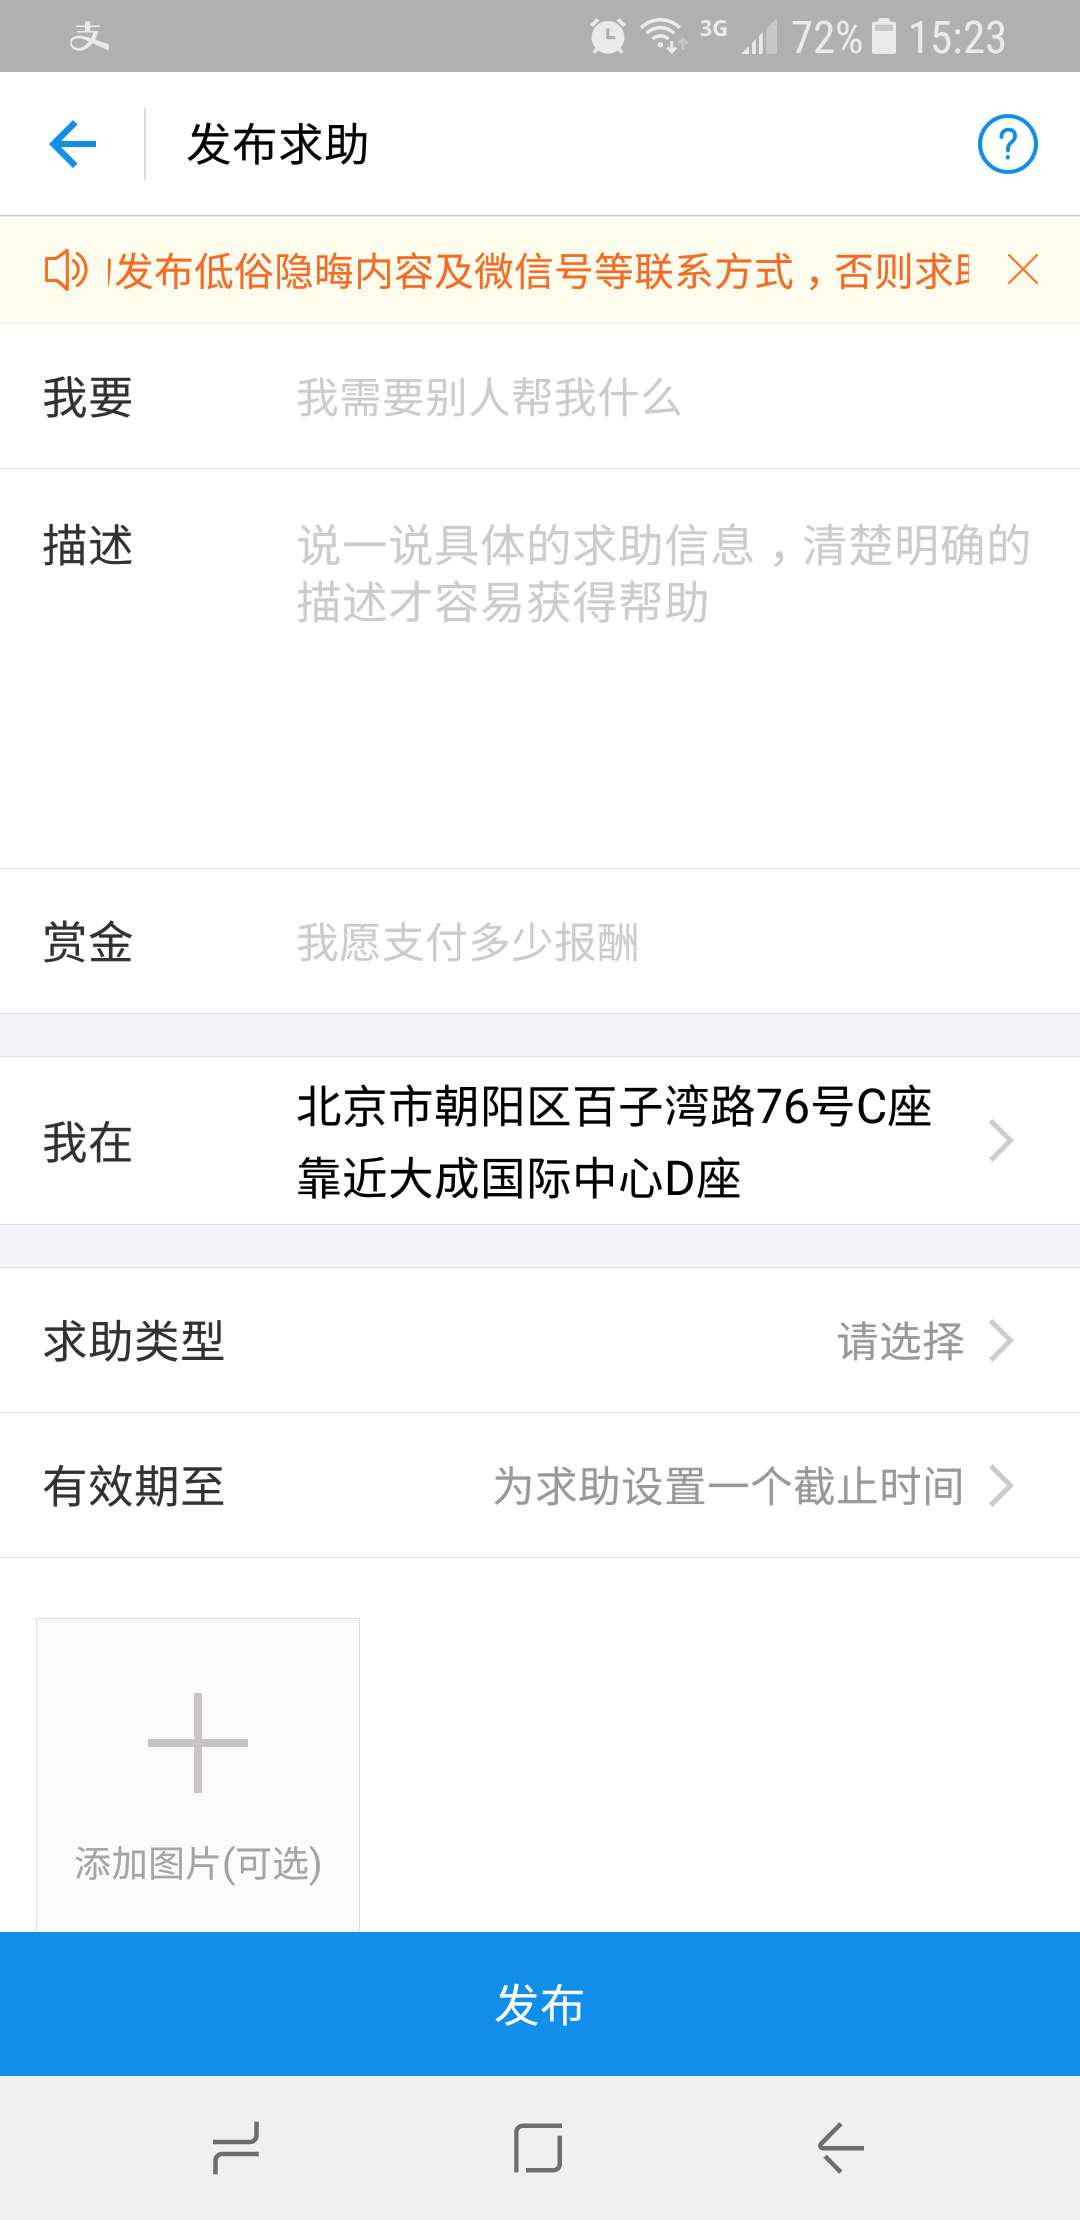 3G 72% 15:23
发布求助
?
发布低俗隐晦内容及微信号等联系方式，否则求
我要 我需要别人帮我什么
描述 说一说具体的求助信息，清楚明确的
描述才容易获得帮助
赏金 我愿支付多少报酬
北京市朝阳区百子湾路76号C座
我在
靠近大成国际中心D座
求助类型 请选择
有效期至 为求助设置一个截止时间
添加图片(可选)
发布